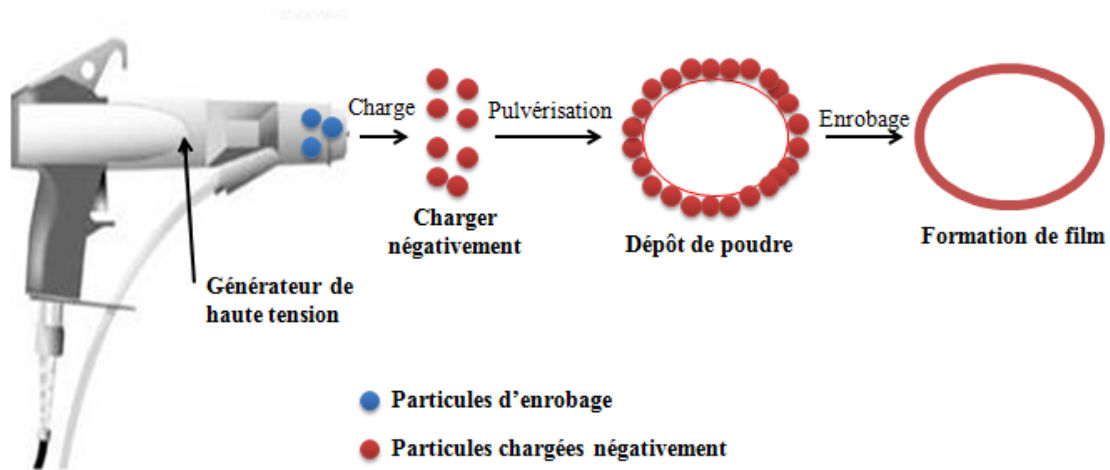 Charge
Pulvérisation
Enrobage
Charger
négativement
Dépôt de poudre
Formation de film
Générateur de
haute tension
Particules d’enrobage
Particules chargées négativement